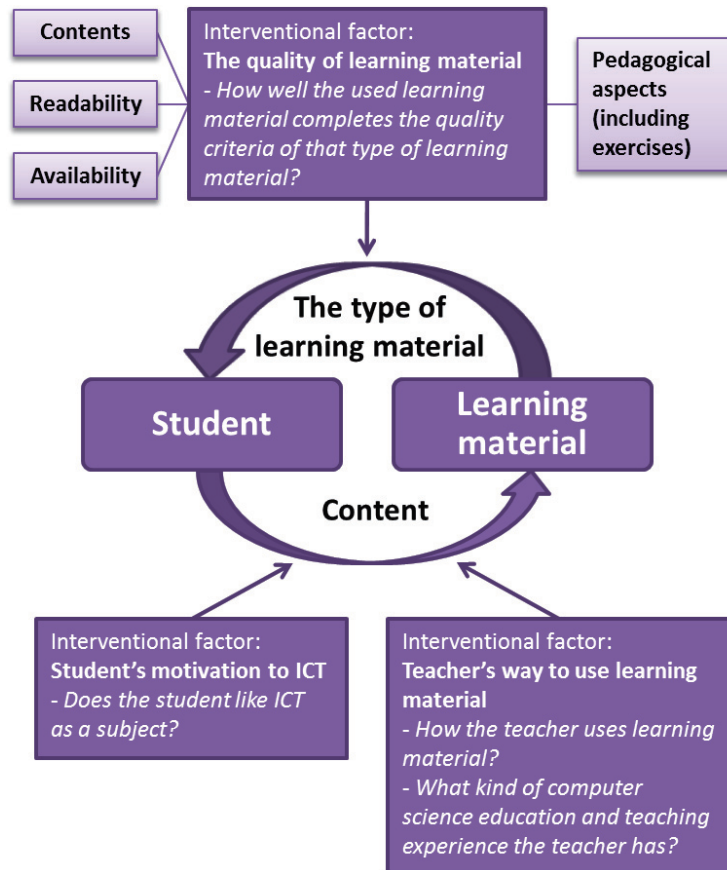 Contents
Readability
Availability
Interventional factor:
The quality of learning material
- How well the used learning
material completes the quality
criteria of that type of learning
material?
Pedagogical
aspects
(including
exercises)
The type of
learning material
Student
Learning
material
Content
Interventional factor:
Student’s motivation to ICT
- Does the student like ICT
as a subject?
Interventional factor:
Teacher’s way to use learning
material
- How the teacher uses learning
material?
- What kind of computer
science education and teaching
experience the teacher has?